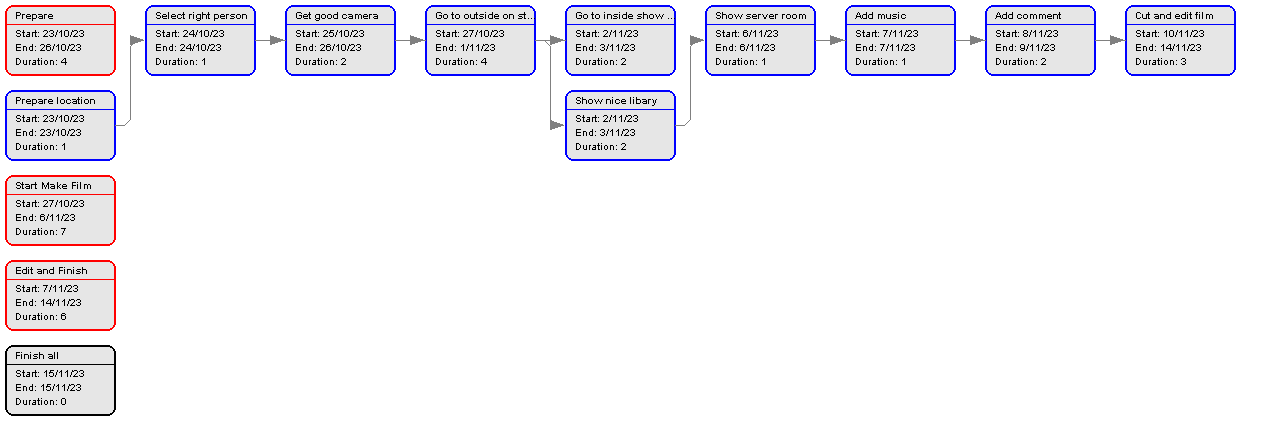 Prepare
Start: 23/10/23
End: 26/10/23
Duration: 4
Select right person
Start: 24/10/23
End: 24/10/23
Duration: 1
Get good camera
Start: 25/10/23
End: 26/10/23
Duration: 2
Go to outside on st..
Start: 27/10/23
End: 1/11/23
Duration: 4
Go to inside show ..
Start: 2/11/23
End: 3/11/23
Duration: 2
Show server room
Start: 6/11/23
End: 6/11/23
Duration: 1
Add music
Start: 7/11/23
End: 7/11/23
Duration: 1
Add comment
Start: 8/11/23
End: 9/11/23
Duration: 2
Cut and edit film
Start: 10/11/23
End: 14/11/23
Duration: 3
Prepare location
Start: 23/10/23
End: 23/10/23
Duration: 1
Show nice libary
Start: 2/11/23
End: 3/11/23
Duration: 2
Start Make Film
Start: 27/10/23
End: 6/11/23
Duration: 7
Edit and Finish
Start: 7/11/23
End: 14/11/23
Duration: 6
Finish all
Start: 15/11/23
End: 15/11/23
Duration: 0